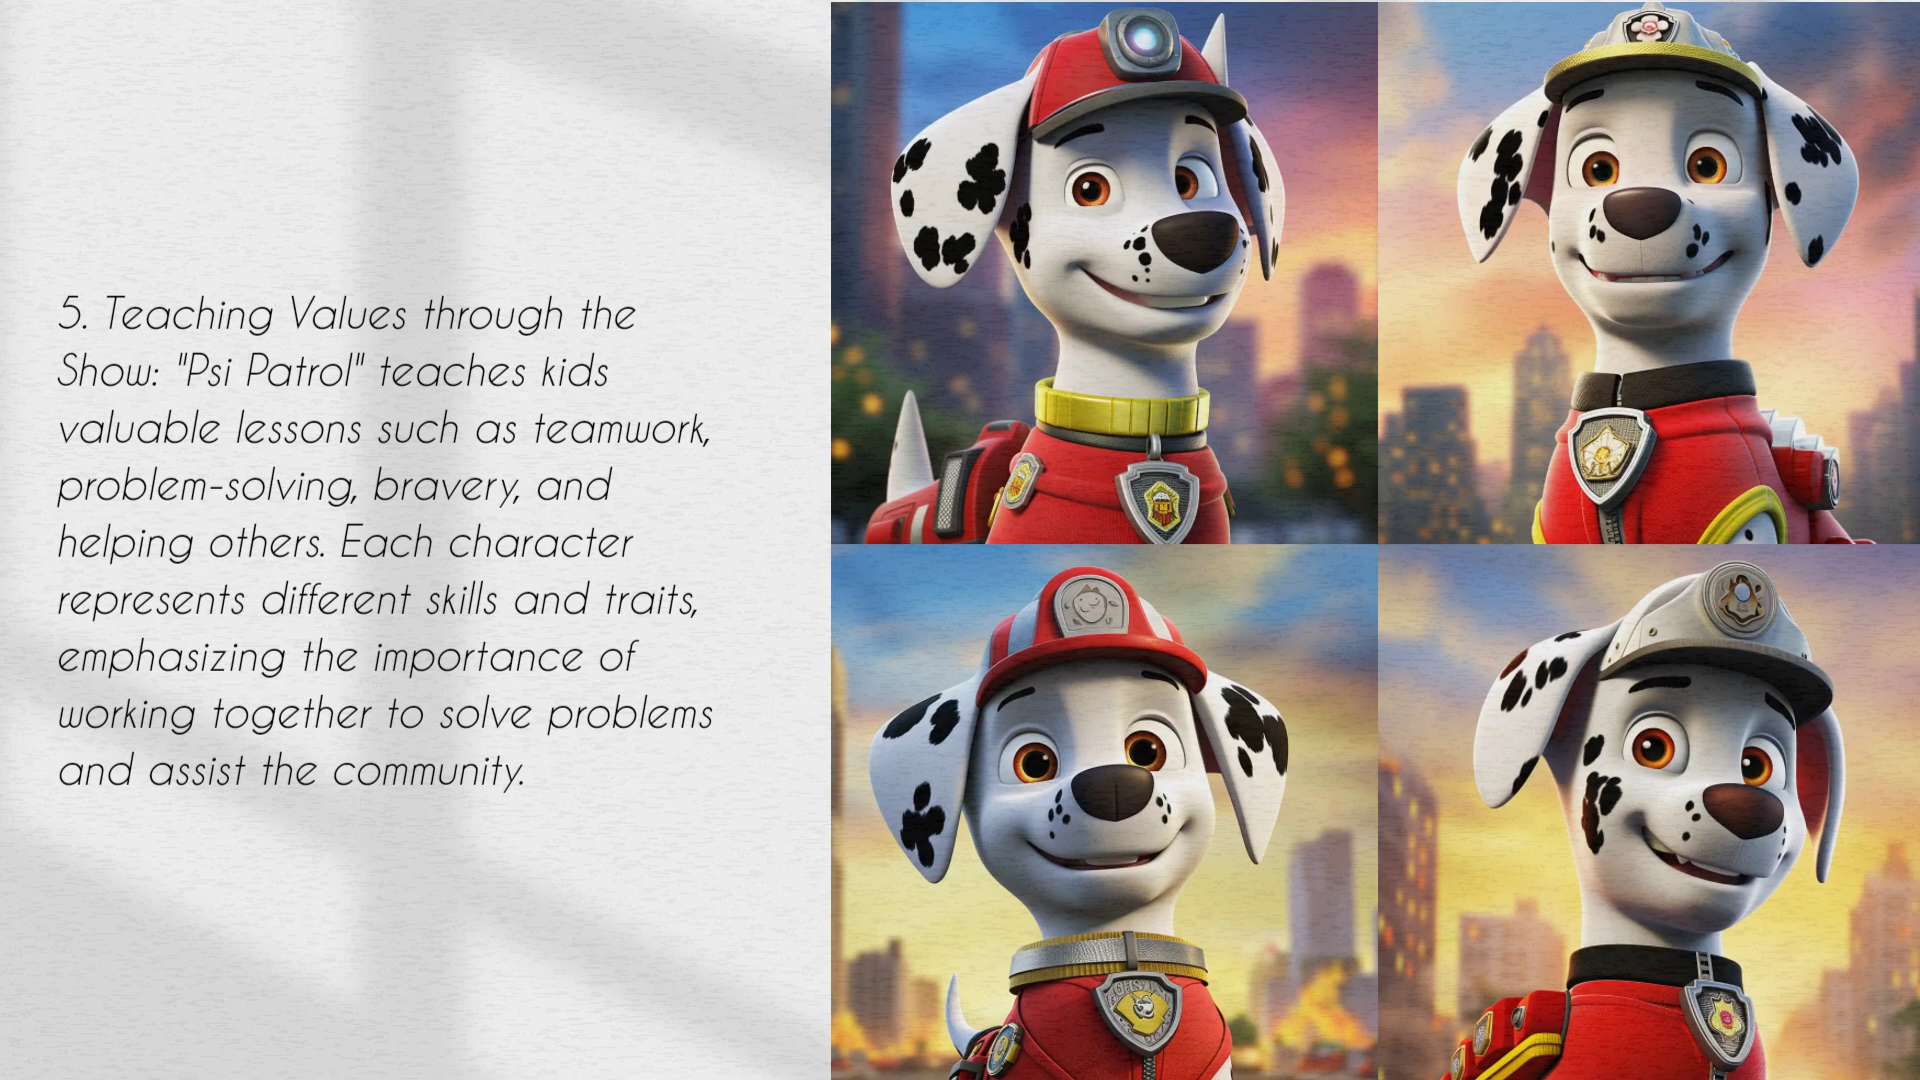 5. Teaching Values through the
Show: "Psi Patrol" teaches kids
valuable lessons such as teamwork,
problem-solving, bravery, and
helping others. Each character
represents different skills and traits,
emphasizing the importance of
working together to solve problems
and assist the community.